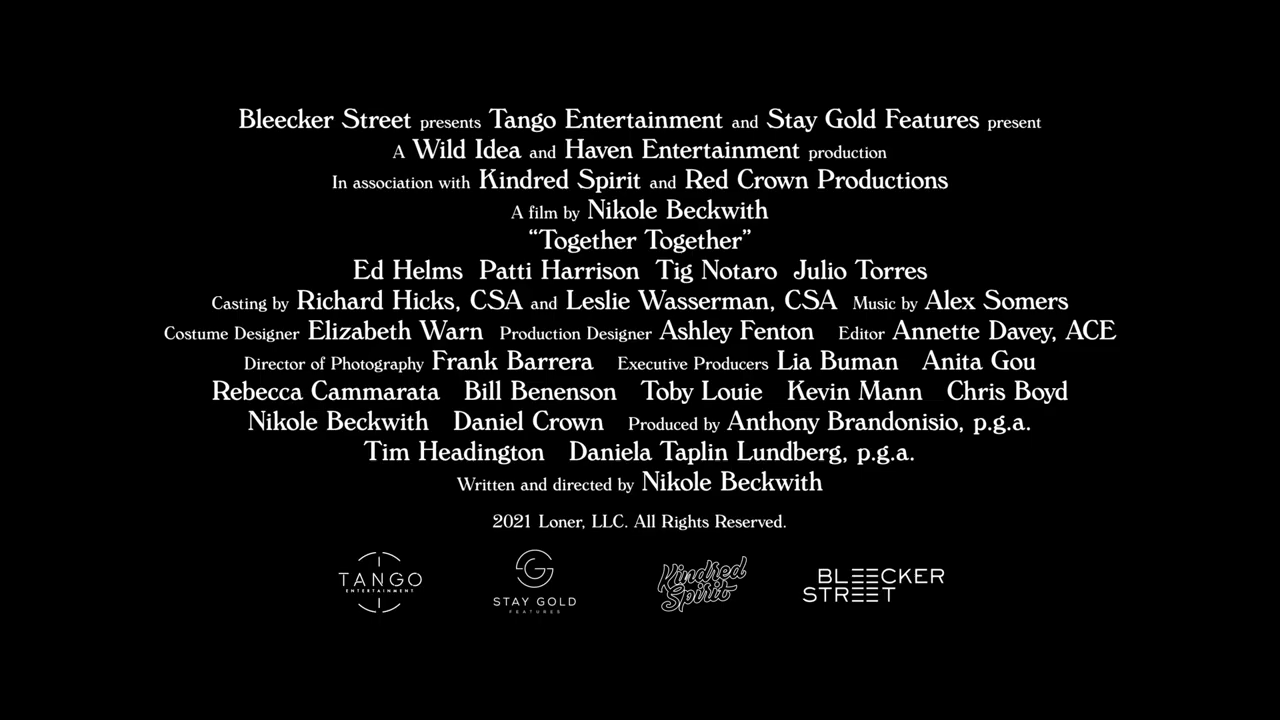 Bleecker Street presents Tango Entertainment and Stay Gold Features present
A Wild Idea and Haven Entertainment production
In association with Kindred Spirit and Red Crown Productions
A film by Nikole Beckwith
“Together Together”
Ed Helms Patti Harrison Tig Notaro Julio Torres
Casting by Richard Hicks, CSA and Leslie Wasserman, CSA Music by Alex Somers
Costume Designer Elizabeth Warn Production Designer Ashley Fenton Editor Annette Davey, ACE
Director of Photography Frank Barrera Executive Producers Lia Buman Anita Gou
Rebecca Cammarata Bill Benenson Toby Louie Kevin Mann Chris Boyd
Nikole Beckwith Daniel Crown Produced by Anthony Brandonisio, p.g.a.
Tim Headington Daniela Taplin Lundberg, p.g.a.
Written and directed by Nikole Beckwith
2021 Loner, LLC. All Rights Reserved.
TANGO
ENTERTAINMENT
STAY GOLD
FEATURES
Kindred
Spirit
BLEECKER
STREET